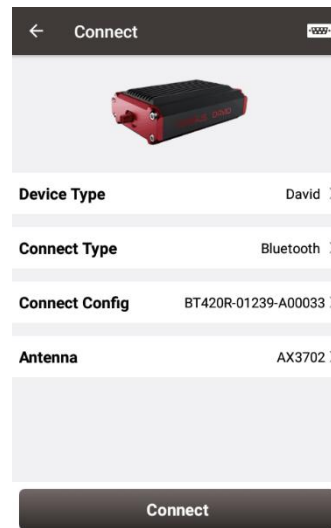 Connect
Device Type David
Connect Type Bluetooth
Connect Config BT420R-01239-A00033
Antenna AX3702
Connect